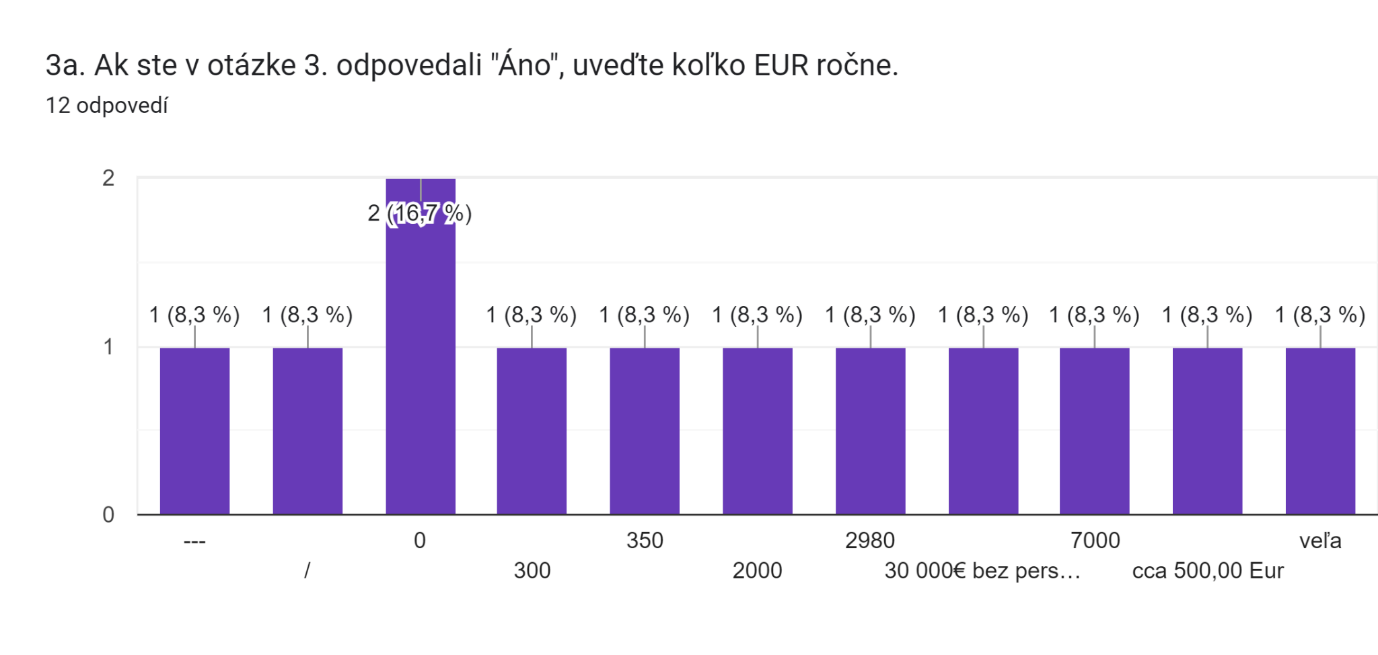 3a. Ak ste v otázke 3. odpovedali "Áno", uveďte koľko EUR ročne.
12 odpovedí
2
2 (16,7 %)
1 (8,3 %) 1 (8,3 %) 1 (8,3 %) 1 (8,3 %) 1 (8,3 %) 1 (8,3 %) 1 (8,3 %) 1 (8,3 %) 1 (8,3 %) 1 (8,3 %)
1
0
--- 0 350 2980 7000 veľa
/ 300 2000 30 000€ bez pers… cca 500,00 Eur